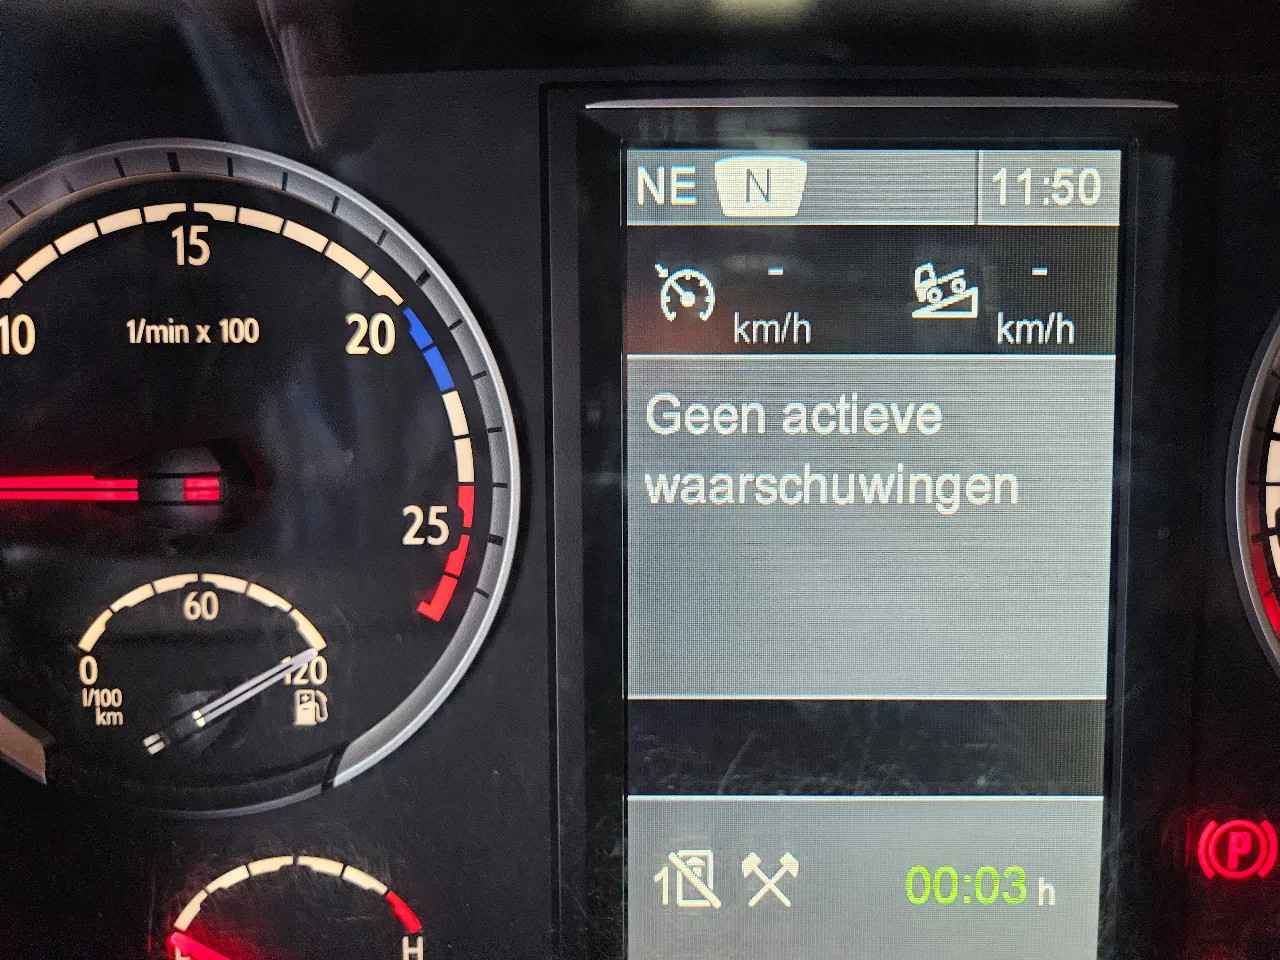 NE N 11:50
- km/h - km/h
Geen actieve
waarschuwingen
1 00:03 h
10 15 20 25
1/min x 100
0 60 120
l/100
km
H
P